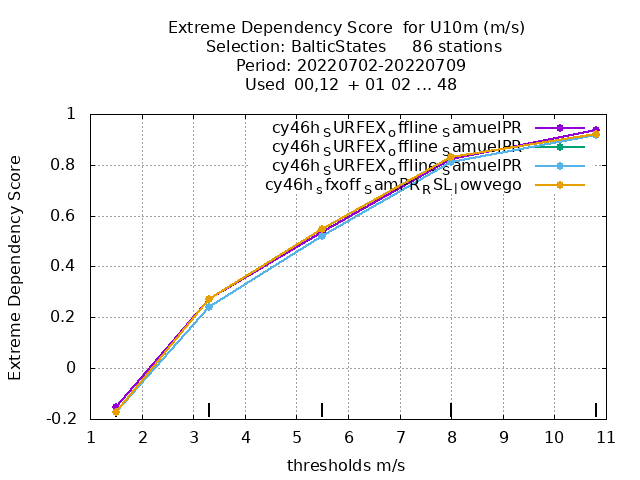 Extreme Dependency Score  for U10m (m/s)
Selection: BalticStates     86 stations
Period: 20220702-20220709
Used  00,12  + 01 02 ... 48
Extreme Dependency Score
1
0.8
0.6
0.4
0.2
0
-0.2
cy46h_SURFEX_offline_SamuelPR
cy46h_SURFEX_offline_SamuelPR
cy46h_SURFEX_offline_SamuelPR
cy46h_sfxoff_SamPR_RSL_lowvego
1 2 3 4 5 6 7 8 9 10 11
thresholds m/s